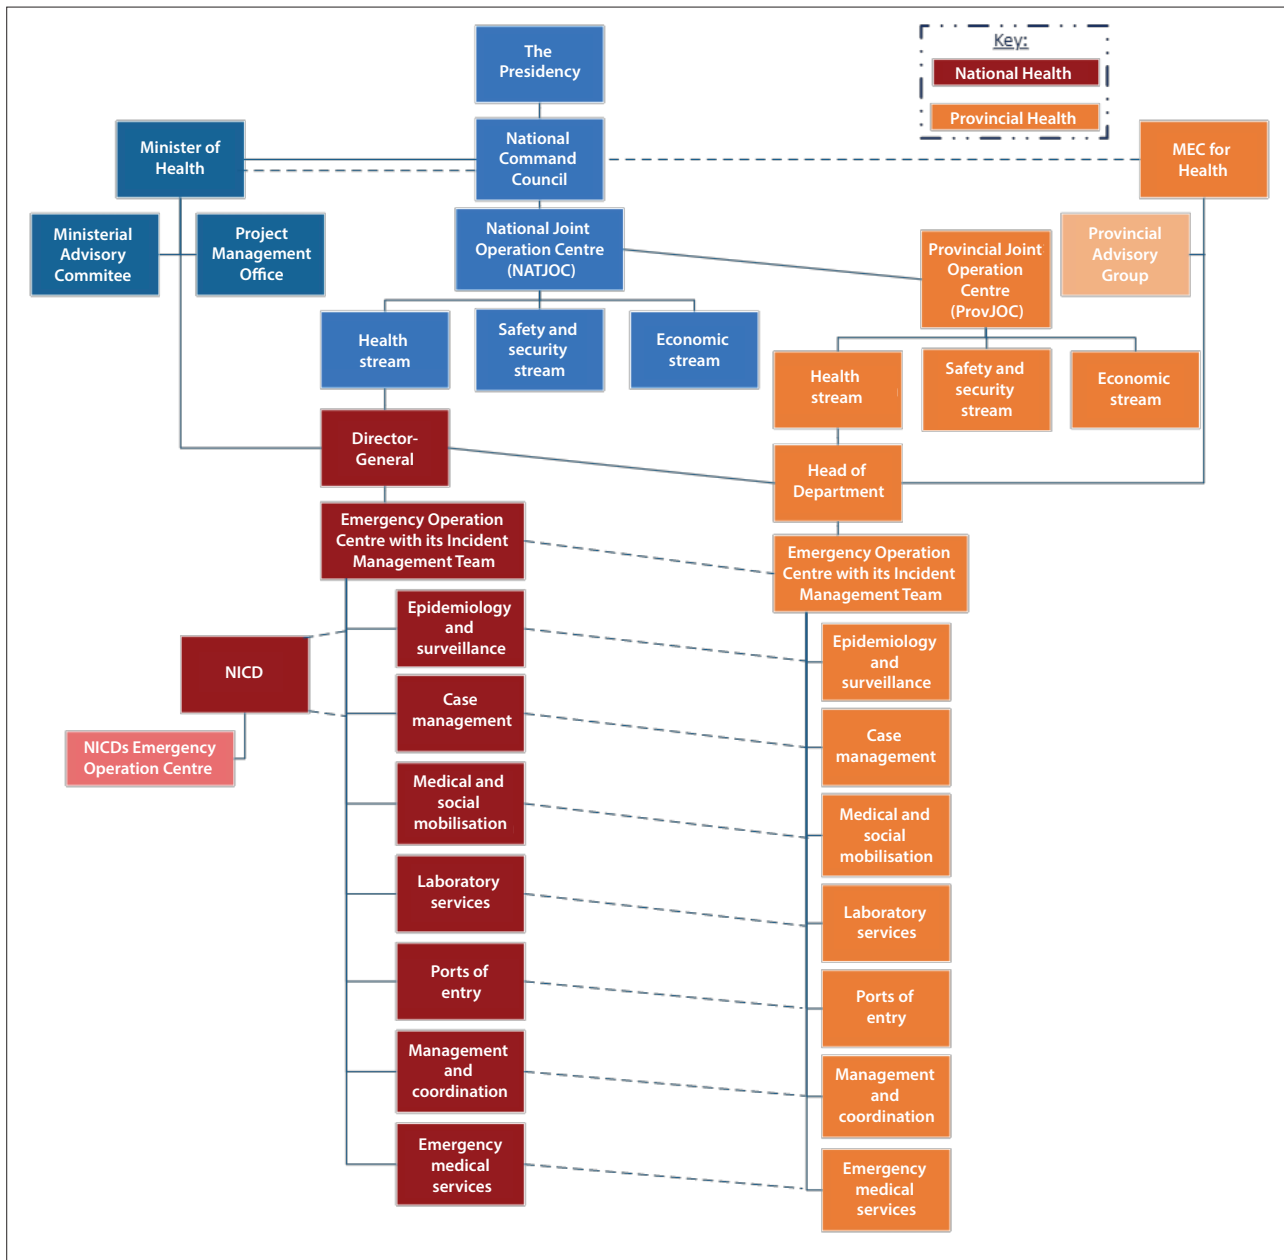 The
Presidency
Key:
National Health
Provincial Health
Minister of
Health
National
Command
Council
MEC for
Health
Ministerial
Advisory
Commitee
Project
Management
Office
National Joint
Operation Centre
(NATJOC)
Provincial Joint
Operation
Centre
(ProvJOC)
Provincial
Advisory
Group
Health
stream
Safety and
security
stream
Economic
stream
Health
stream
Safety and
security
stream
Economic
stream
Director-
General
Head of
Department
Emergency Operation
Centre with its Incident
Management Team
Emergency Operation
Centre with its Incident
Management Team
NICD
NICDs Emergency
Operation Centre
Epidemiology
and
surveillance
Case
management
Medical and
social
mobilisation
Laboratory
services
Ports of
entry
Management
and
coordination
Emergency
medical
services
Epidemiology
and
surveillance
Case
management
Medical and
social
mobilisation
Laboratory
services
Ports of
entry
Management
and
coordination
Emergency
medical
services